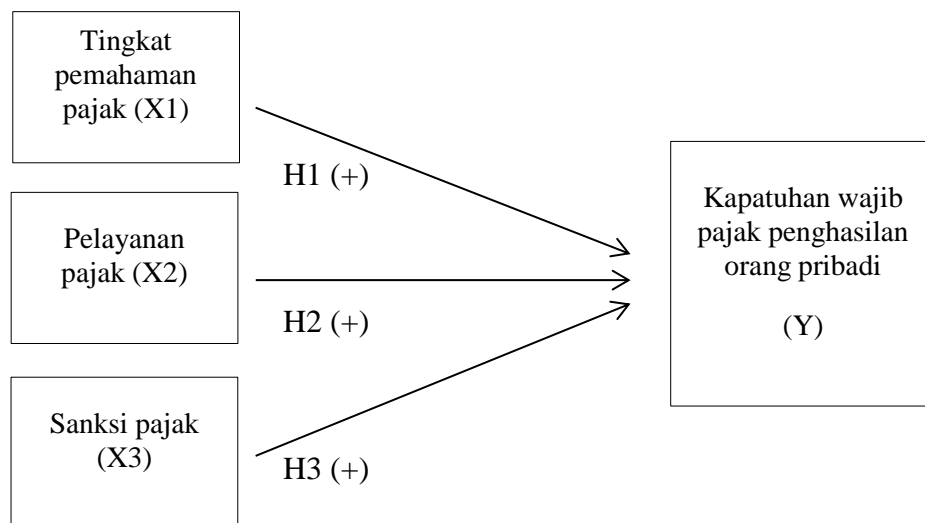 Tingkat
pemahaman
pajak (X1)
H1 (+)
Pelayanan
pajak (X2)
H2 (+)
Sanksi pajak
(X3)
H3 (+)
Kapatuhan wajib
pajak penghasilan
orang pribadi
(Y)